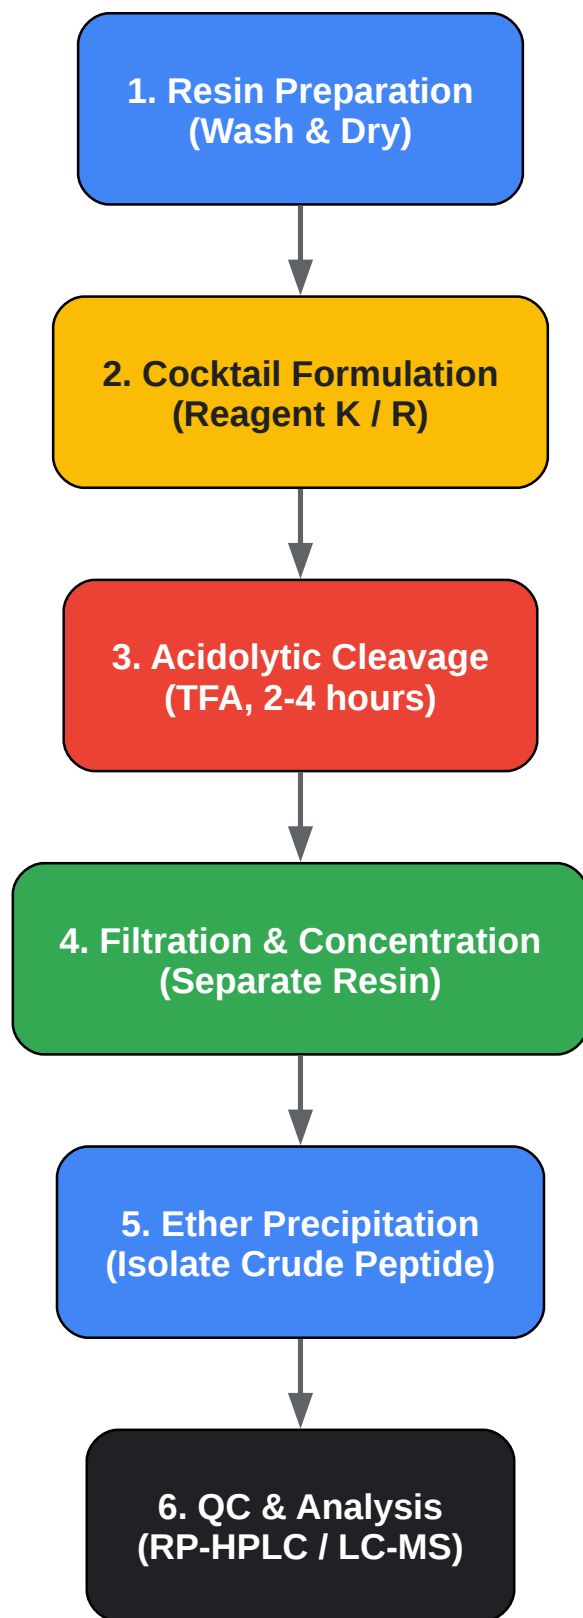 1. Resin Preparation
(Wash & Dry)
2. Cocktail Formulation
(Reagent K / R)
3. Acidolytic Cleavage
(TFA, 2-4 hours)
4. Filtration & Concentration
(Separate Resin)
5. Ether Precipitation
(Isolate Crude Peptide)
6. QC & Analysis
(RP-HPLC / LC-MS)